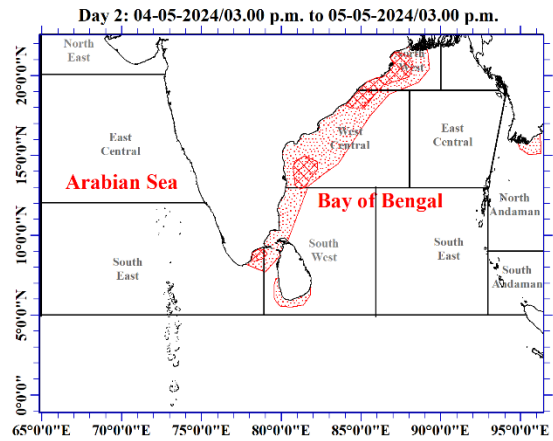 Day 2: 04-05-2024/03.00 p.m. to 05-05-2024/03.00 p.m.
North
East
North
West
20°0'0"N
East
Central
West
Central
East
Central
15°0'0"N
Arabian Sea
Bay of Bengal
North
Andaman
10°0'0"N
South
East
South
West
South
East
South
Andaman
5°0'0"N
0°0'0"
65°0'0"E
70°0'0"E
75°0'0"E
80°0'0"E
85°0'0"E
90°0'0"E
95°0'0"E